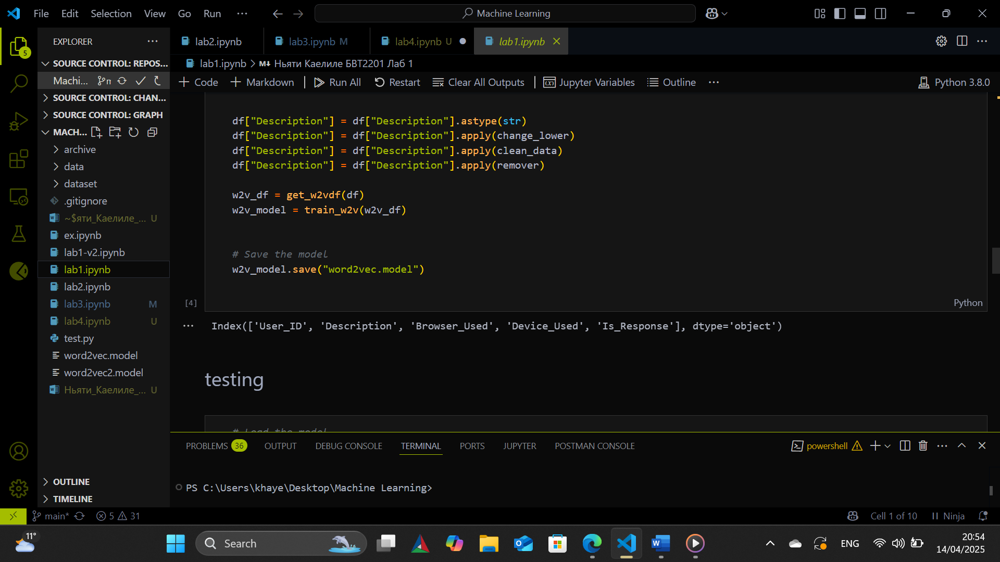 File Edit Selection View Go Run ···
Machine Learning
EXPLORER ···
lab2.ipynb
lab3.ipynb M
lab4.ipynb U
lab1.ipynb
SOURCE CONTROL: REPOS...
lab1.ipynb > M↓ Ньяти Каелиле БВТ2201 Лаб 1
Machi...
+ Code + Markdown | Run All Restart Clear All Outputs | Jupyter Variables Outline ···
Python 3.8.0
SOURCE CONTROL: CHAN...
SOURCE CONTROL: GRAPH
MACH...
archive
data
dataset
.gitignore
~$яти_Каелиле_... U
ex.ipynb
lab1-v2.ipynb
lab1.ipynb
lab2.ipynb
lab3.ipynb M
lab4.ipynb U
test.py
word2vec.model
word2vec2.model
Ньяти_Каелиле_... U
OUTLINE
TIMELINE
df["Description"] = df["Description"].astype(str)
df["Description"] = df["Description"].apply(change_lower)
df["Description"] = df["Description"].apply(clean_data)
df["Description"] = df["Description"].apply(remover)
w2v_df = get_w2vdf(df)
w2v_model = train_w2v(w2v_df)
# Save the model
w2v_model.save("word2vec.model")
[4]
Python
··· Index(['User_ID', 'Description', 'Browser_Used', 'Device_Used', 'Is_Response'], dtype='object')
testing
# Load the model
PROBLEMS 36 OUTPUT DEBUG CONSOLE TERMINAL PORTS JUPYTER POSTMAN CONSOLE
powershell
PS C:\Users\khaye\Desktop\Machine Learning>
5
main* 5 31
Cell 1 of 10 Ninja
11°
Search
ENG
20:54
14/04/2025